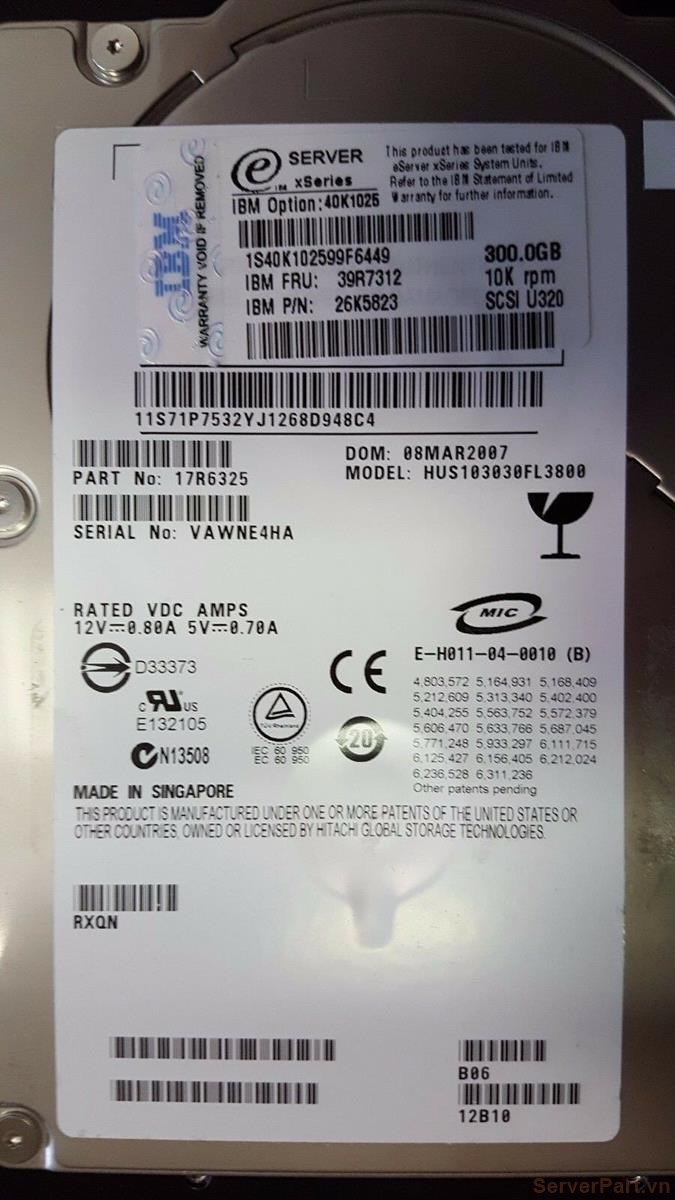 IBM
WARRANTY VOID IF REMOVED
e SERVER
xSeries
IBM Option:40K1025
This product has been tested for IBM
eServer xSeries System Units.
Refer to the IBM Statement of Limited
Warranty for further information.
1S40K102599F6449
300.0GB
IBM FRU: 39R7312
10K rpm
IBM P/N: 26K5823
SCSI U320
11S71P7532YJ1268D948C4
PART No: 17R6325
DOM: 08MAR2007
MODEL: HUS103030FL3800
SERIAL No: VAWNE4HA
RATED VDC AMPS
12V⎓0.80A 5V⎓0.70A
MIC
E-H011-04-0010 (B)
D33373
c RU US
E132105
N13508
TÜV Rheinland
IEC 60 950
EC 60 950
CE
20
4,803,572 5,164,931 5,168,409
5,212,609 5,313,340 5,402,400
5,404,255 5,563,752 5,572,379
5,606,470 5,633,766 5,687,045
5,771,248 5,933,297 6,111,715
6,125,427 6,156,405 6,212,024
6,236,528 6,311,236
Other patents pending
MADE IN SINGAPORE
THIS PRODUCT IS MANUFACTURED UNDER ONE OR MORE PATENTS OF THE UNITED STATES OR
OTHER COUNTRIES, OWNED OR LICENSED BY HITACHI GLOBAL STORAGE TECHNOLOGIES.
RXQN
B06
12B10
ServerPart.vn